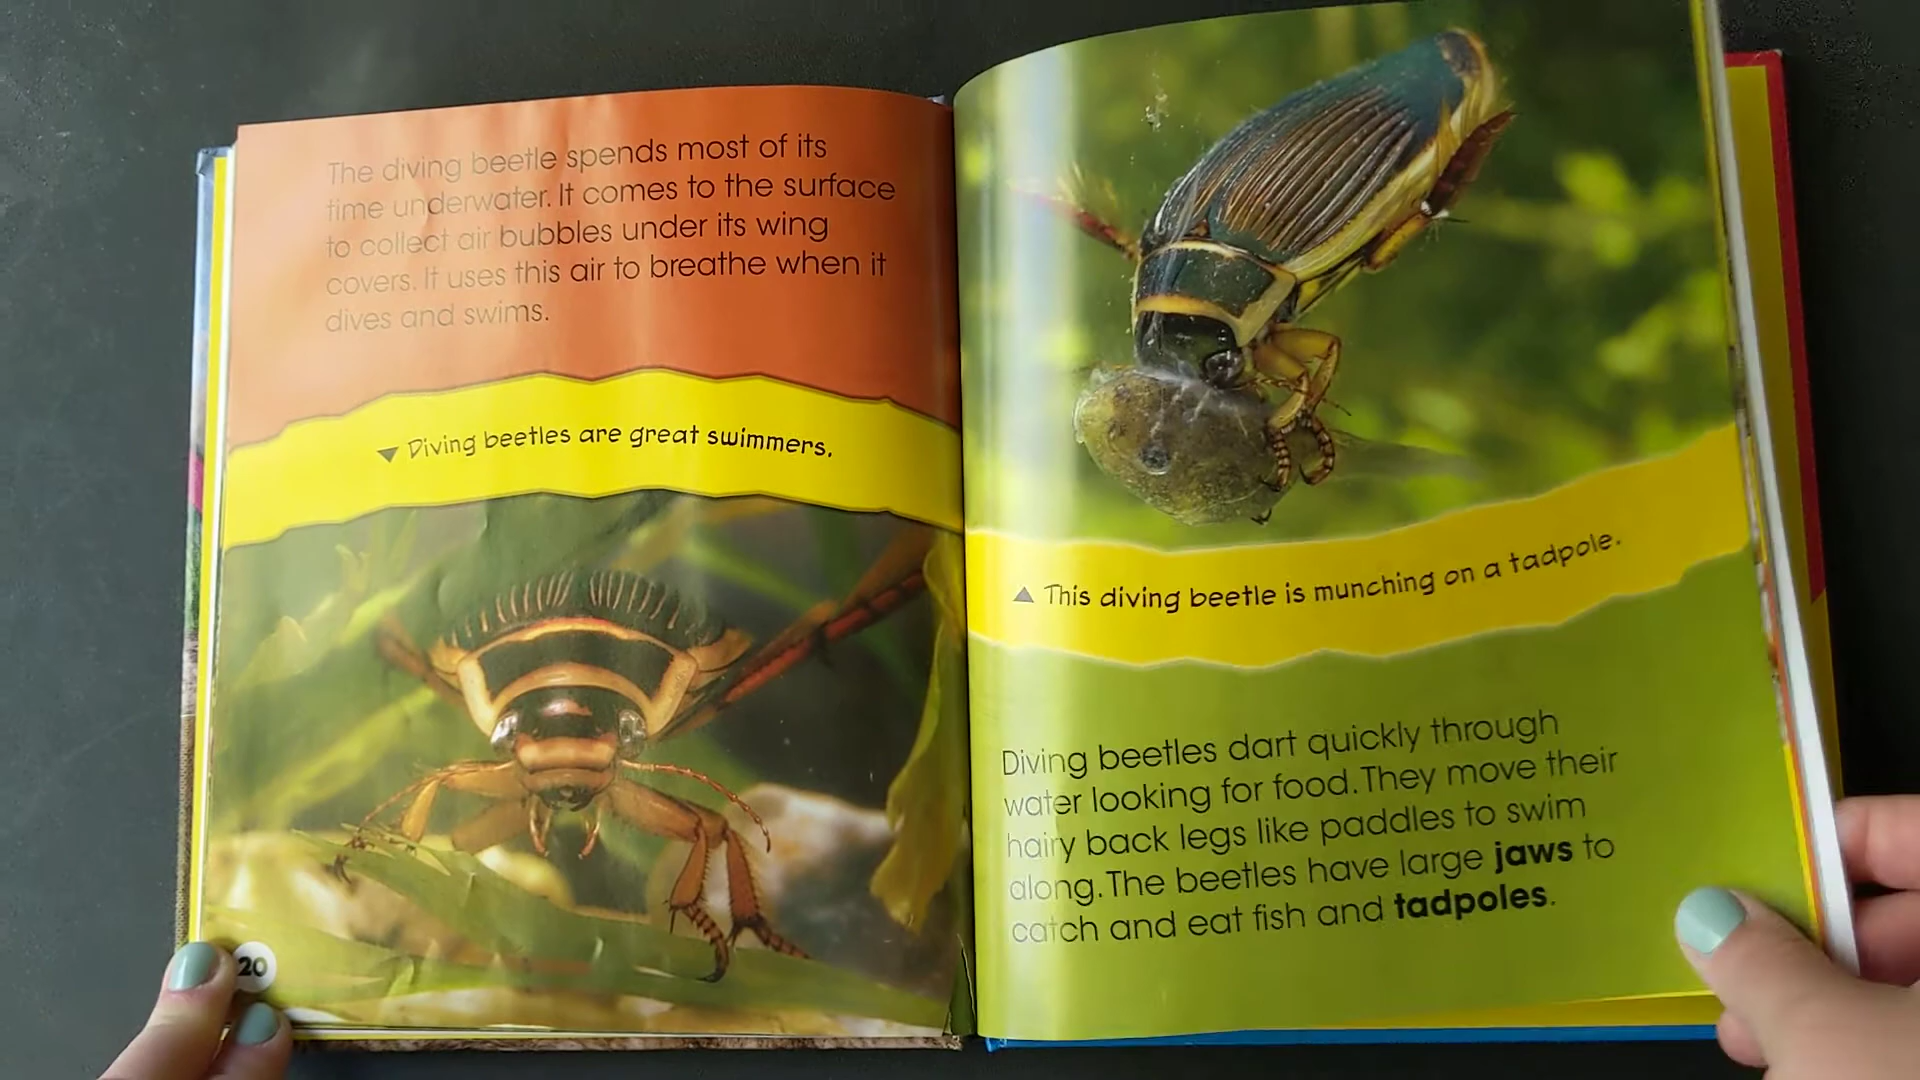 The diving beetle spends most of its
time underwater. It comes to the surface
to collect air bubbles under its wing
covers. It uses this air to breathe when it
dives and swims.
Diving beetles are great swimmers.
20
This diving beetle is munching on a tadpole.
Diving beetles dart quickly through
water looking for food. They move their
hairy back legs like paddles to swim
along. The beetles have large jaws to
catch and eat fish and tadpoles.